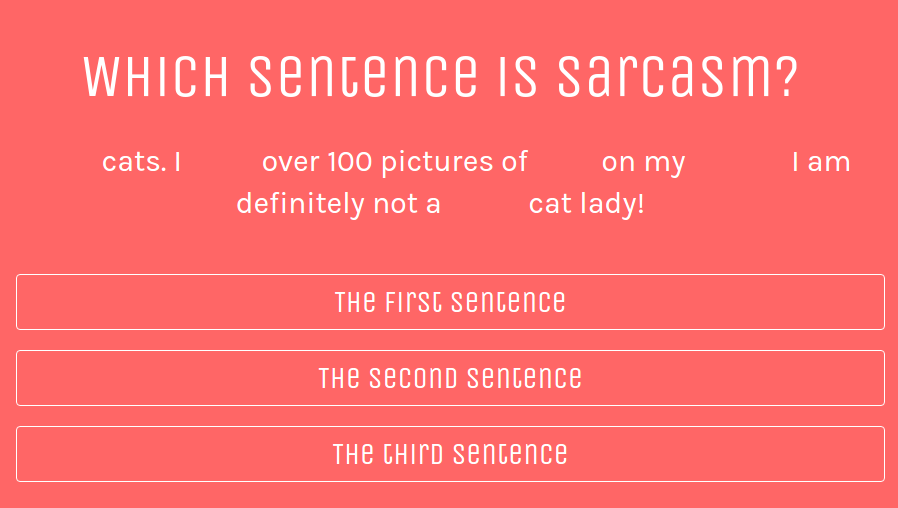 Which sentence is sarcasm?
cats. I over 100 pictures of on my I am
definitely not a cat lady!
The first sentence
The second sentence
The third sentence